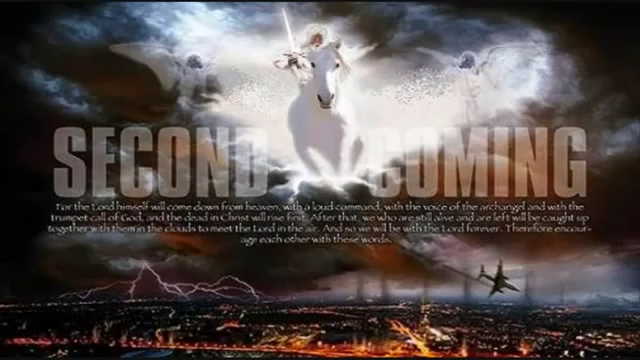 SECOND COMING
For the Lord himself will come down from heaven, with a loud command, with the voice of the archangel and with the
trumpet call of God, and the dead in Christ will rise first. After that, we who are still alive and are left will be caught up
together with them in the clouds to meet the Lord in the air. And so we will be with the Lord forever. Therefore encour-
age each other with these words.